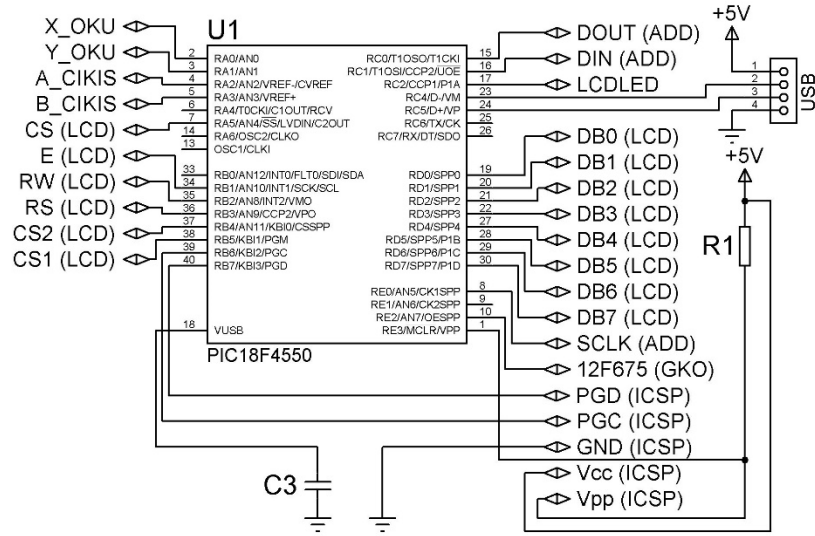 X_OKU
Y_OKU
A_CIKIS
B_CIKIS
CS (LCD)
E (LCD)
RW (LCD)
RS (LCD)
CS2 (LCD)
CS1 (LCD)
U1
2 RA0/AN0
3 RA1/AN1
4 RA2/AN2/VREF-/CVREF
5 RA3/AN3/VREF+
6 RA4/T0CKI/C1OUT/RCV
7 RA5/AN4/SS/LVDIN/C2OUT
14 RA6/OSC2/CLKO
13 OSC1/CLKI
33 RB0/AN12/INT0/FLT0/SDI/SDA
34 RB1/AN10/INT1/SCK/SCL
35 RB2/AN8/INT2/VMO
36 RB3/AN9/CCP2/VPO
37 RB4/AN11/KBI0/CSSPP
38 RB5/KBI1/PGM
39 RB6/KBI2/PGC
40 RB7/KBI3/PGD
18 VUSB
RC0/T1OSO/T1CKI 15
RC1/T1OSI/CCP2/UOE 16
RC2/CCP1/P1A 17
RC4/D-/VM 23
RC5/D+/VP 24
RC6/TX/CK 25
RC7/RX/DT/SDO 26
RD0/SPP0 19
RD1/SPP1 20
RD2/SPP2 21
RD3/SPP3 22
RD4/SPP4 27
RD5/SPP5/P1B 28
RD6/SPP6/P1C 29
RD7/SPP7/P1D 30
RE0/AN5/CK1SPP 8
RE1/AN6/CK2SPP 9
RE2/AN7/OESPP 10
RE3/MCLR/VPP 1
PIC18F4550
DOUT (ADD)
DIN (ADD)
LCDLED
DB0 (LCD)
DB1 (LCD)
DB2 (LCD)
DB3 (LCD)
DB4 (LCD)
DB5 (LCD)
DB6 (LCD)
DB7 (LCD)
SCLK (ADD)
12F675 (GKO)
PGD (ICSP)
PGC (ICSP)
GND (ICSP)
Vcc (ICSP)
Vpp (ICSP)
+5V
1
2
3
4
USB
+5V
R1
C3